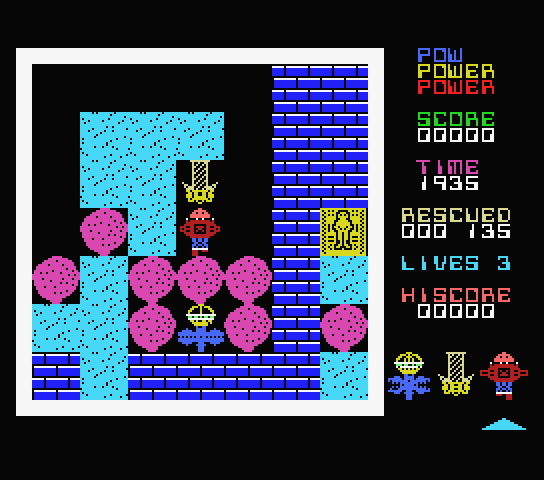 POW
POWER
POWER
SCORE
00000
TIME
1935
RESCUED
000 135
LIVES 3
HISCORE
00000